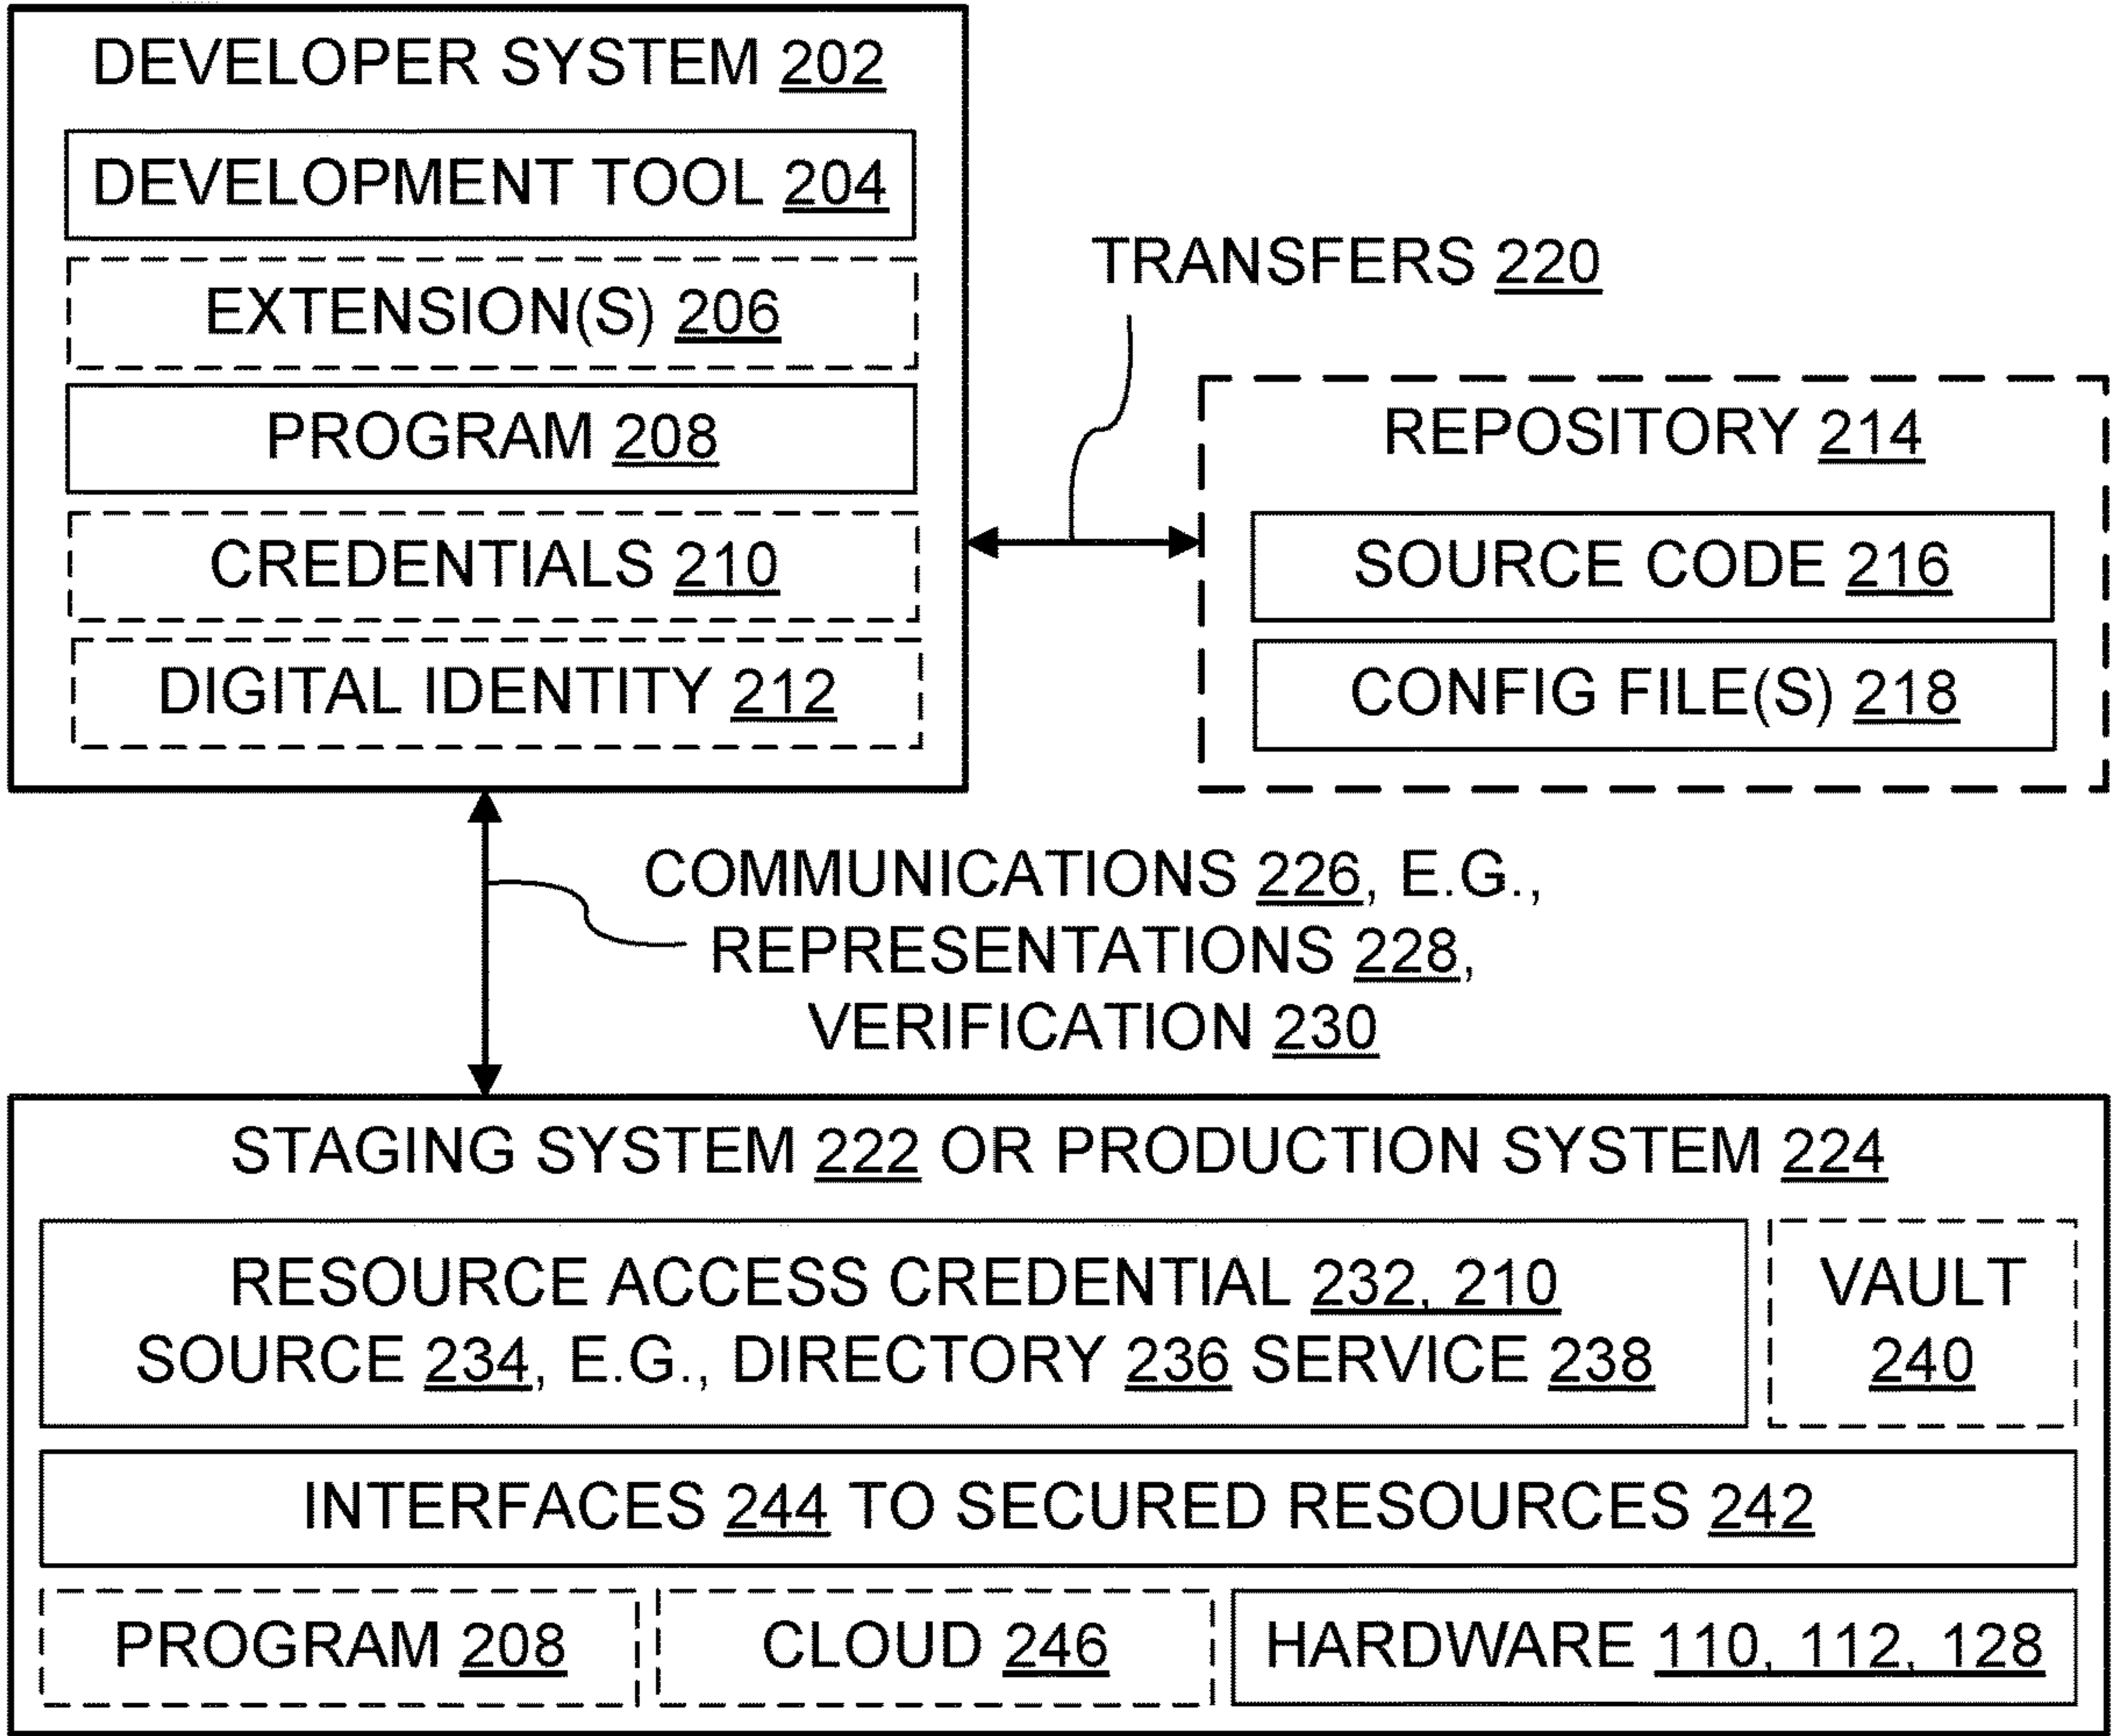 DEVELOPER SYSTEM 202
DEVELOPMENT TOOL 204
EXTENSION(S) 206
PROGRAM 208
CREDENTIALS 210
DIGITAL IDENTITY 212
TRANSFERS 220
REPOSITORY 214
SOURCE CODE 216
CONFIG FILE(S) 218
COMMUNICATIONS 226, E.G.,
REPRESENTATIONS 228,
VERIFICATION 230
STAGING SYSTEM 222 OR PRODUCTION SYSTEM 224
RESOURCE ACCESS CREDENTIAL 232, 210
SOURCE 234, E.G., DIRECTORY 236 SERVICE 238
VAULT
240
INTERFACES 244 TO SECURED RESOURCES 242
PROGRAM 208
CLOUD 246
HARDWARE 110, 112, 128